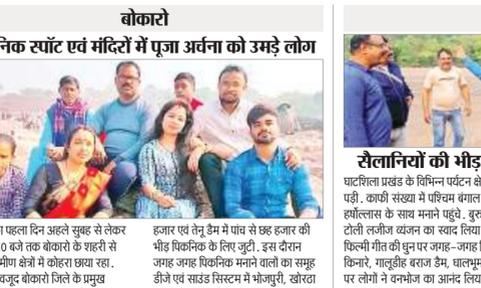 बोकारो
निक स्पॉट एवं मंदिरों में पूजा अर्चना को उमड़े लोग
पहला दिन अहले सुबह से लेकर
0 बजे तक बोकारो के शहरी से
मीण क्षेत्रों में कोहरा छाया रहा.
वजूद बोकारो जिले के प्रमुख
हजार एवं तेनू डैम में पांच से छह हजार की
भीड़ पिकनिक के लिए जुटी. इस दौरान
जगह जगह पिकनिक मनाने वालों का समूह
डीजे एवं साउंड सिस्टम में भोजपुरी, खोरठा
सैलानियों की भीड़
घाटशिला प्रखंड के विभिन्न पर्यटन क्षे
पड़ी. काफी संख्या में पश्चिम बंगाल
हर्षोल्लास के साथ मनाने पहुंचे. बुरु
टोली लजीज व्यंजन का स्वाद लिया
फिल्मी गीत की धुन पर जगह-जगह
किनारे, गालूडीह बराज डैम, घालभूम
पर लोगों ने वनभोज का आनंद लिय